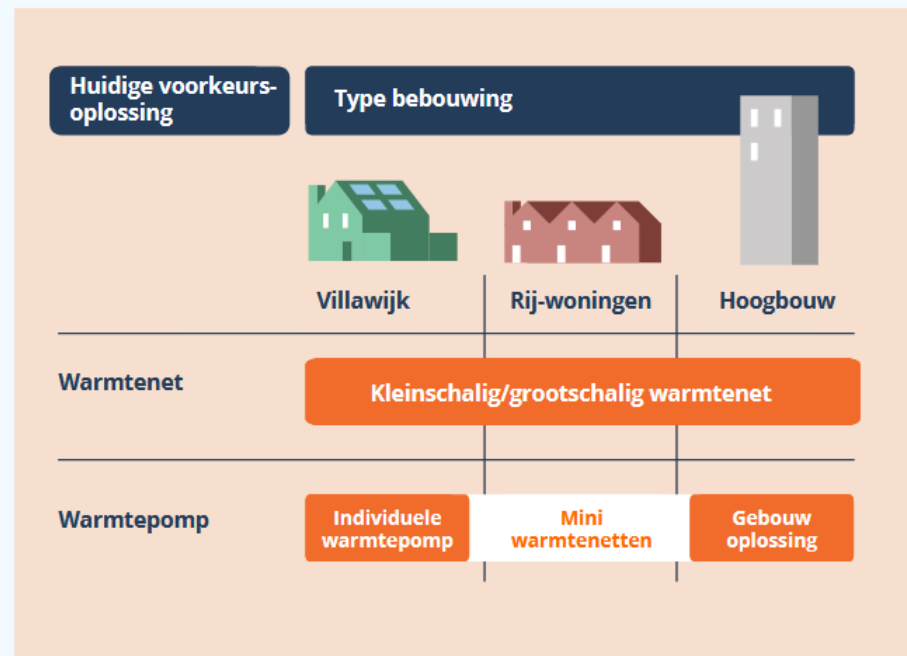 Huidige voorkeurs-
oplossing
Type bebouwing
Villawijk
Rij-woningen
Hoogbouw
Warmtenet
Kleinschalig/grootschalig warmtenet
Warmtepomp
Individuele
warmtepomp
Mini
warmtenetten
Gebouw
oplossing